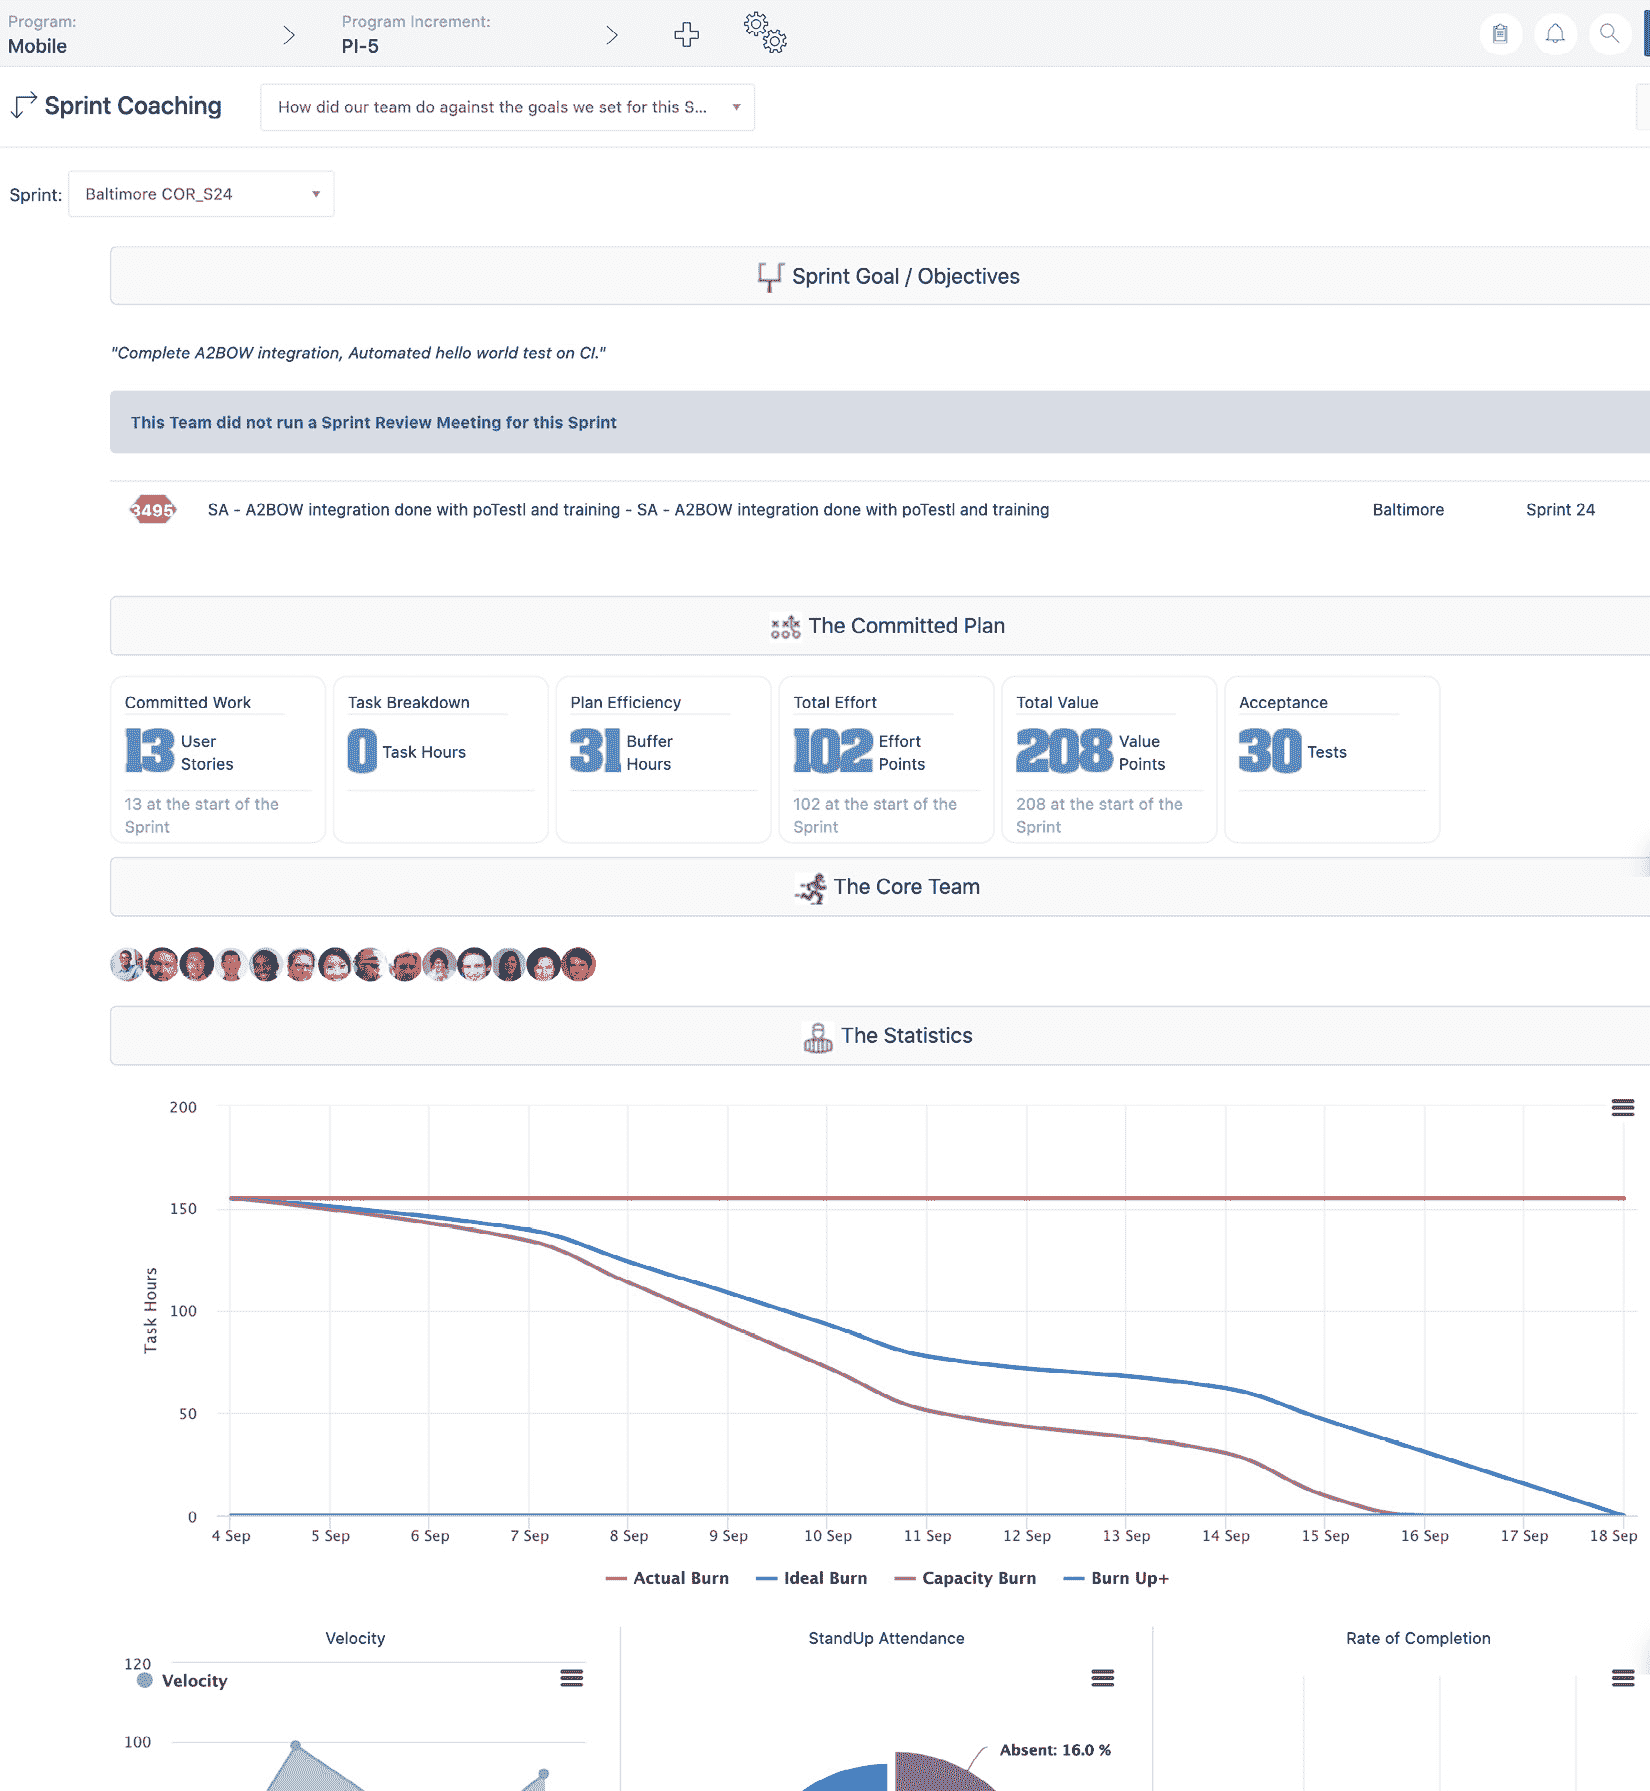 Program:
Mobile
Program Increment:
PI-5
Sprint Coaching
How did our team do against the goals we set for this S...
Sprint:
Baltimore COR_S24
Sprint Goal / Objectives
"Complete A2BOW integration, Automated hello world test on CI."
This Team did not run a Sprint Review Meeting for this Sprint
3495
SA - A2BOW integration done with poTestl and training - SA - A2BOW integration done with poTestl and training
Baltimore
Sprint 24
The Committed Plan
Committed Work
13 User Stories
13 at the start of the
Sprint
Task Breakdown
0 Task Hours
Plan Efficiency
31 Buffer Hours
Total Effort
102 Effort Points
102 at the start of the
Sprint
Total Value
208 Value Points
208 at the start of the
Sprint
Acceptance
30 Tests
The Core Team
The Statistics
200
150
100
50
0
Task Hours
4 Sep 5 Sep 6 Sep 7 Sep 8 Sep 9 Sep 10 Sep 11 Sep 12 Sep 13 Sep 14 Sep 15 Sep 16 Sep 17 Sep 18 Sep
Actual Burn Ideal Burn Capacity Burn Burn Up+
Velocity
120
Velocity
100
StandUp Attendance
Absent: 16.0 %
Rate of Completion